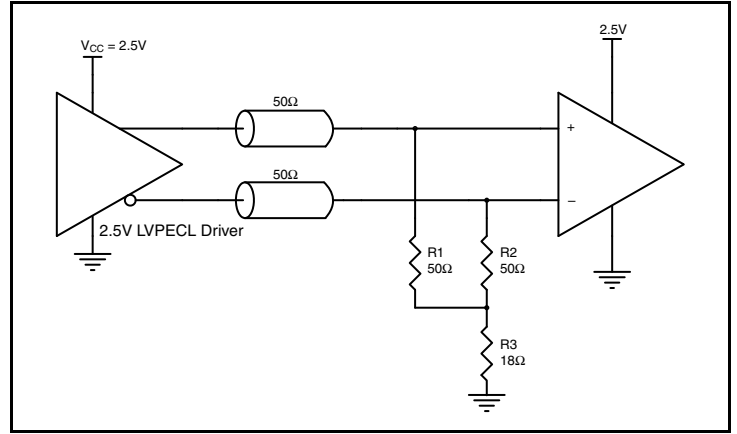 2.5V
V_CC = 2.5V
50Ω
+
50Ω
−
2.5V LVPECL Driver
R1
50Ω
R2
50Ω
R3
18Ω